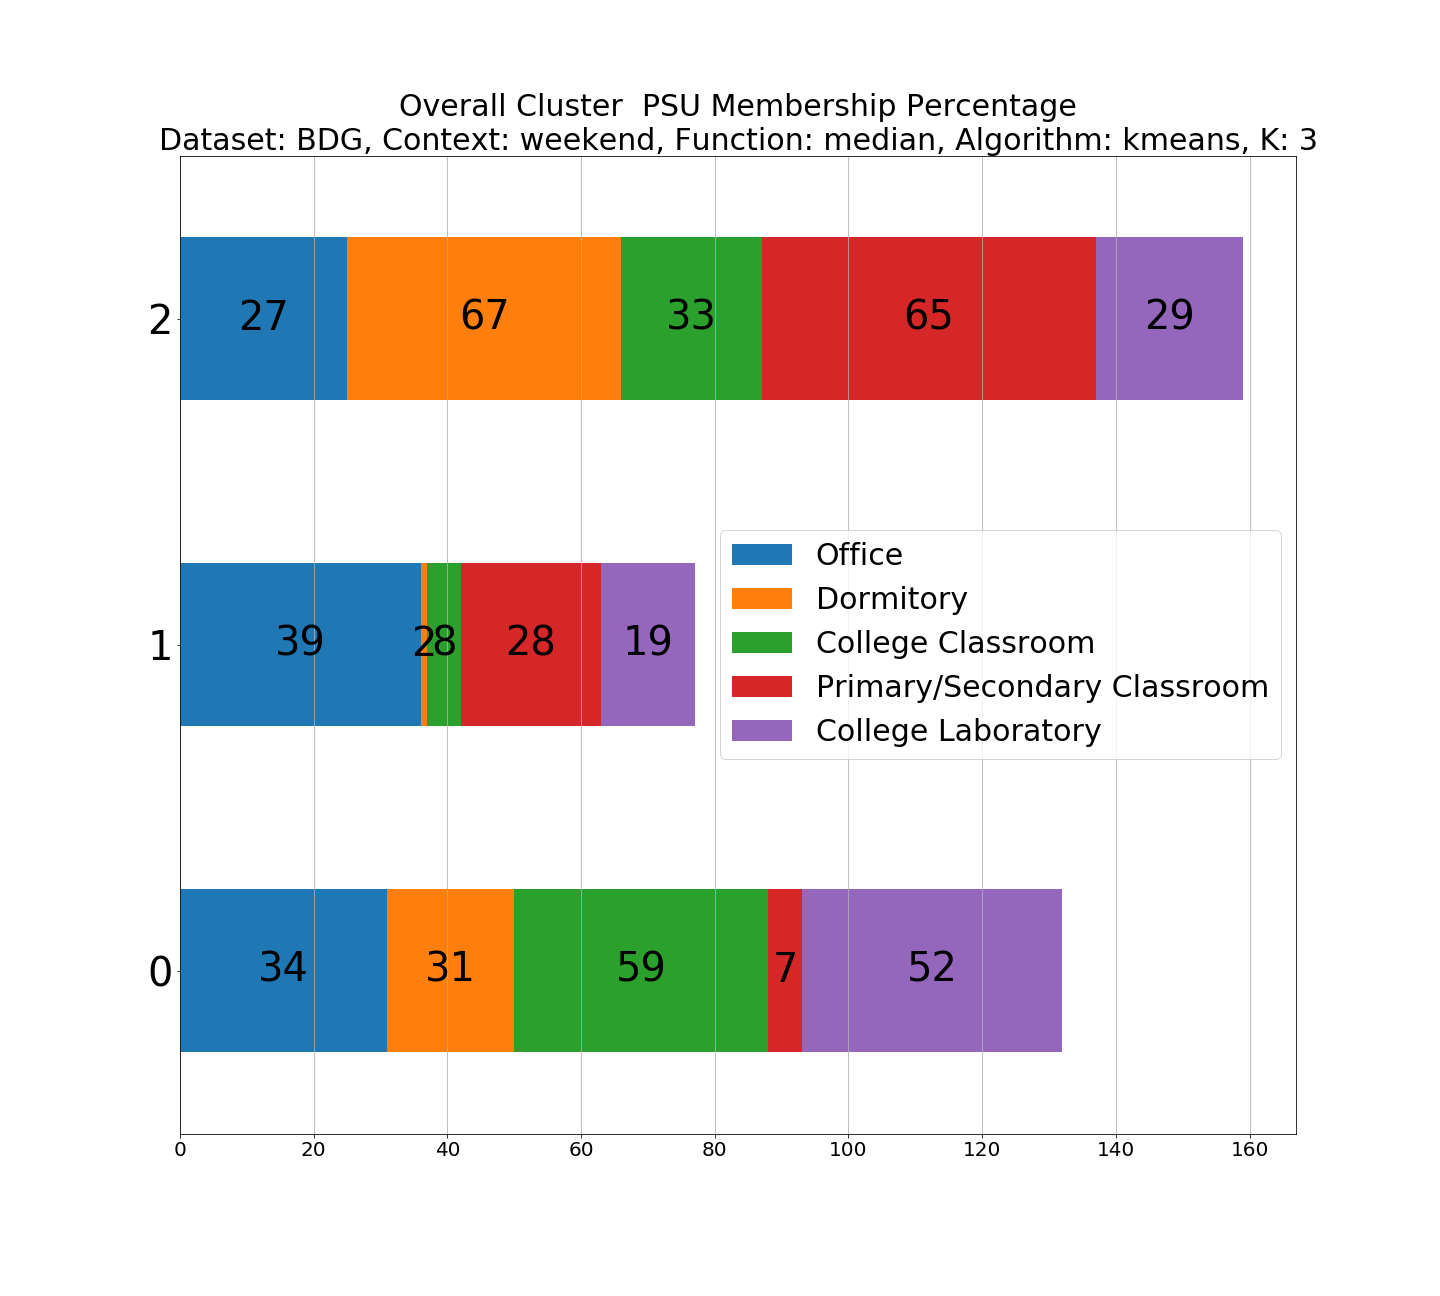 Overall Cluster  PSU Membership Percentage
Dataset: BDG, Context: weekend, Function: median, Algorithm: kmeans, K: 3
2
27 67 33 65 29
1
39 2 8 28 19
Office
Dormitory
College Classroom
Primary/Secondary Classroom
College Laboratory
0
34 31 59 7 52
0 20 40 60 80 100 120 140 160